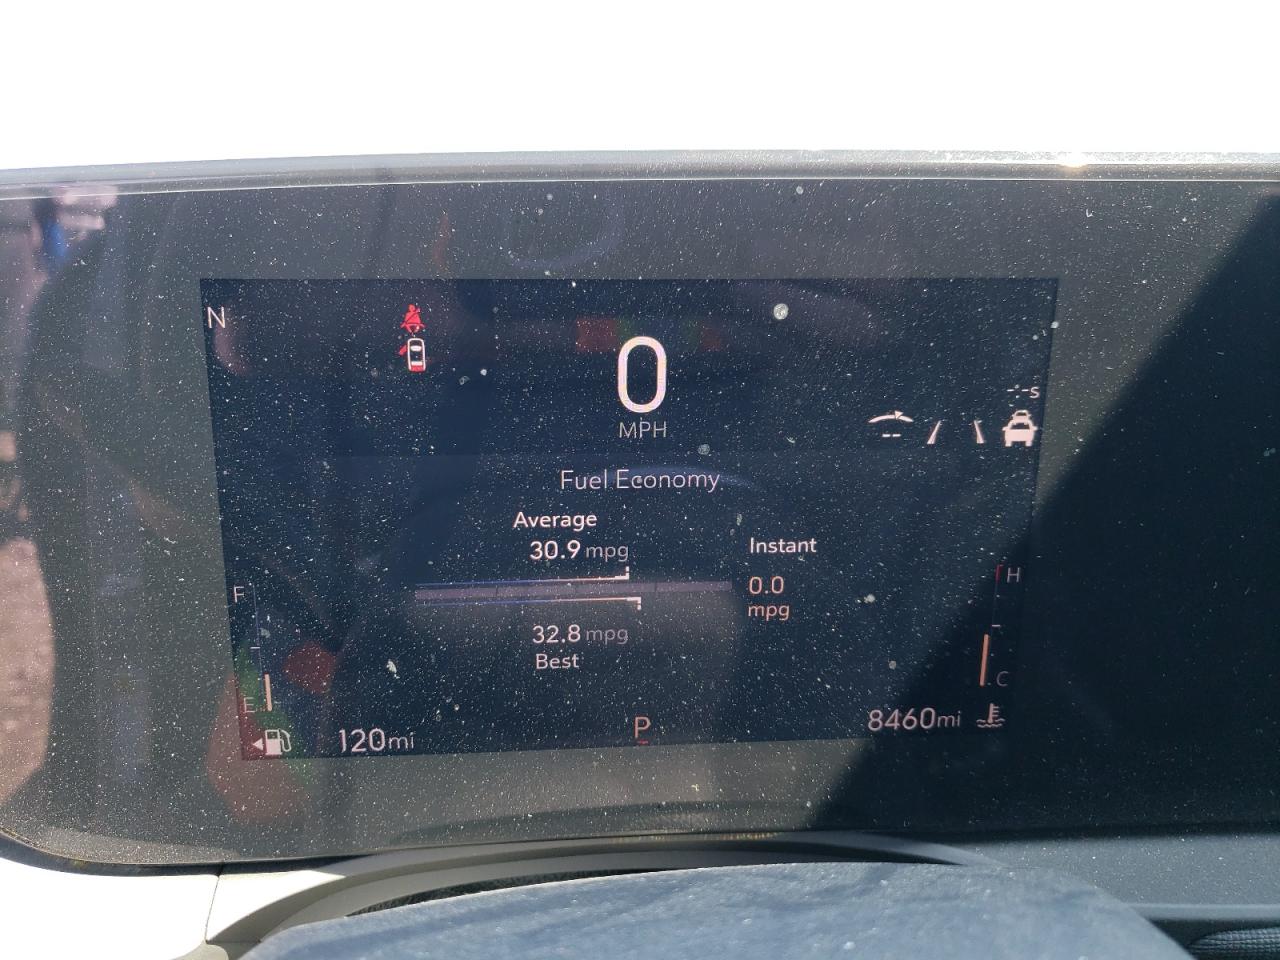 N
0
MPH
--s
--
Fuel Economy
Average
30.9 mpg
Instant
0.0
mpg
32.8 mpg
Best
F
E
H
C
120mi
P
8460mi